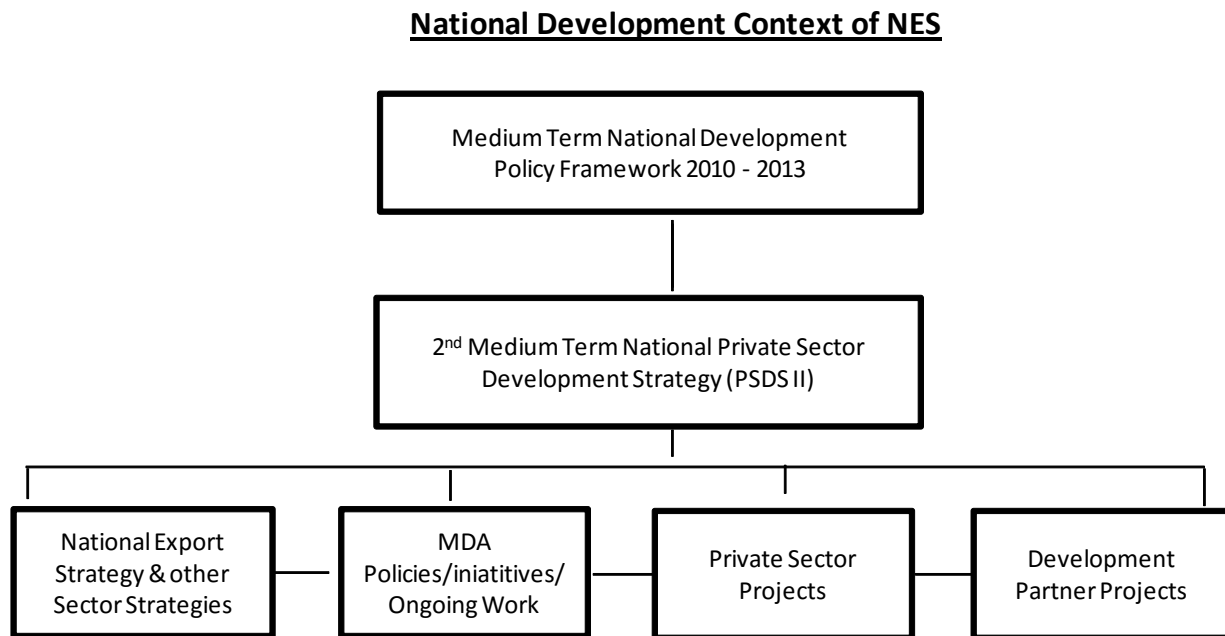 National Development Context of NES
Medium Term National Development
Policy Framework 2010 - 2013
2nd Medium Term National Private Sector
Development Strategy (PSDS II)
National Export
Strategy & other
Sector Strategies
MDA
Policies/iniatitives/
Ongoing Work
Private Sector
Projects
Development
Partner Projects